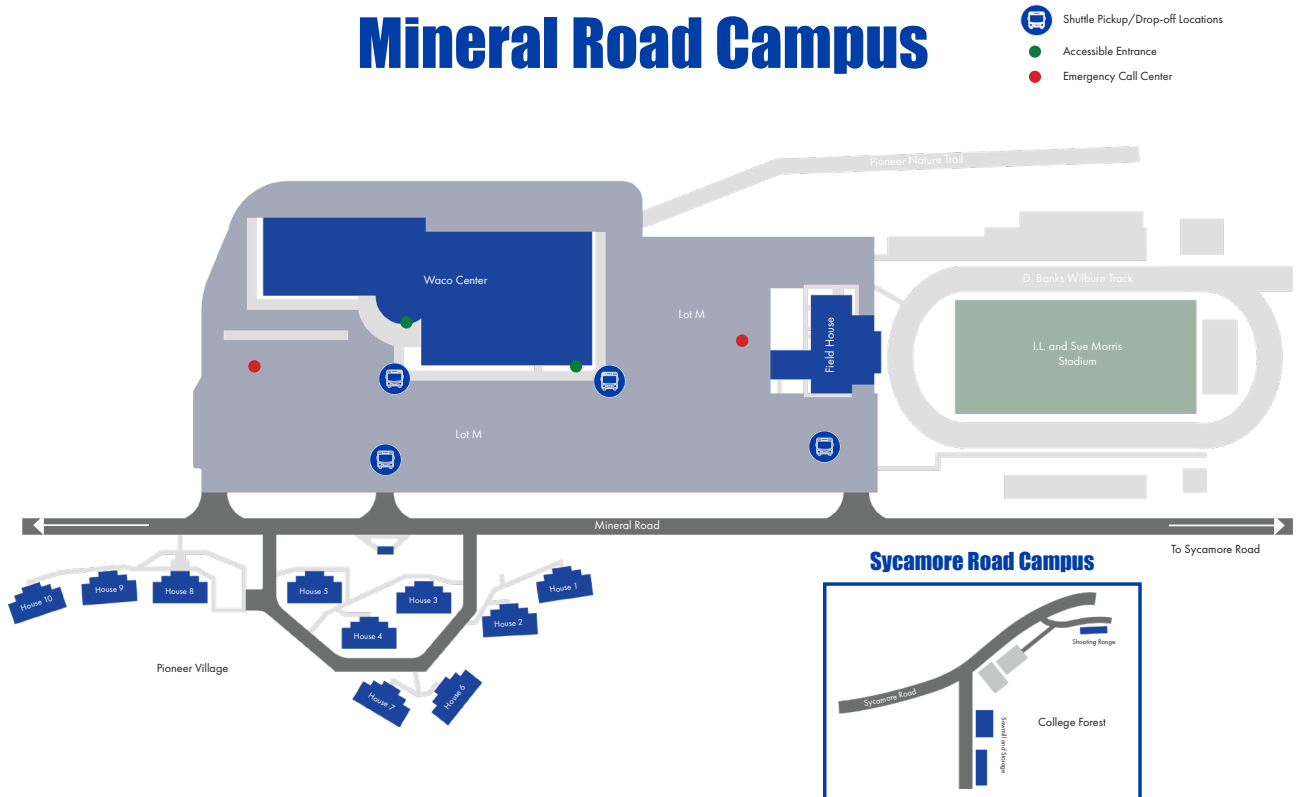 Mineral Road Campus
Shuttle Pickup/Drop-off Locations
Accessible Entrance
Emergency Call Center
Pioneer Nature Trail
D. Banks Wilburn Track
Waco Center
Lot M
Field House
I.L. and Sue Morris
Stadium
Lot M
Mineral Road
To Sycamore Road
House 10
House 9
House 8
House 5
House 3
House 4
House 2
House 1
House 7
House 6
Pioneer Village
Sycamore Road Campus
Shooting Range
Sycamore Road
College Forest
Sawmill and Storage